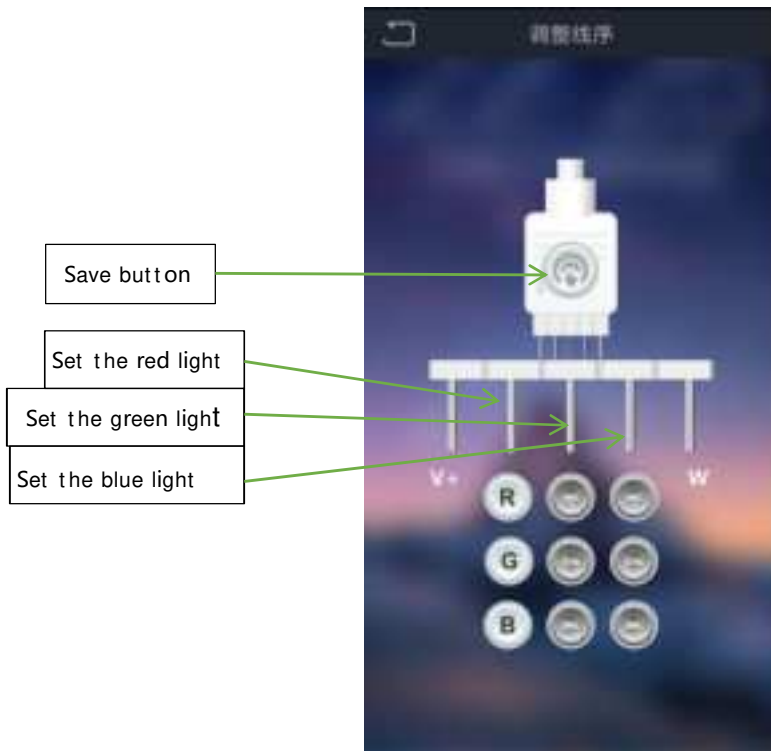 调整线序
Save button
Set the red light
Set the green light
Set the blue light
V+
W
R
G
B